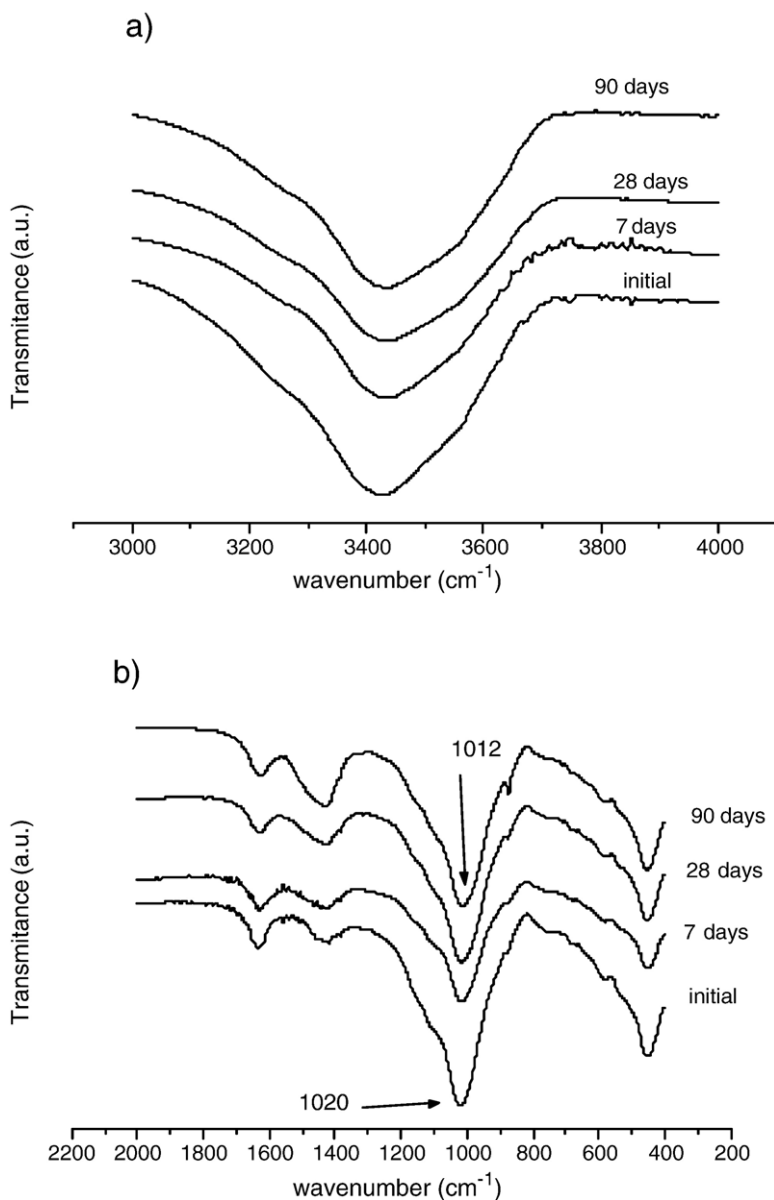 a)
90 days
28 days
7 days
initial
Transmitance (a.u.)
3000 3200 3400 3600 3800 4000
wavenumber (cm⁻¹)
b)
1012
90 days
28 days
7 days
initial
1020
Transmitance (a.u.)
2200 2000 1800 1600 1400 1200 1000 800 600 400 200
wavenumber (cm⁻¹)